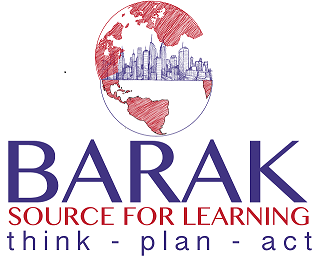 BARAK
SOURCE FOR LEARNING
think - plan - act